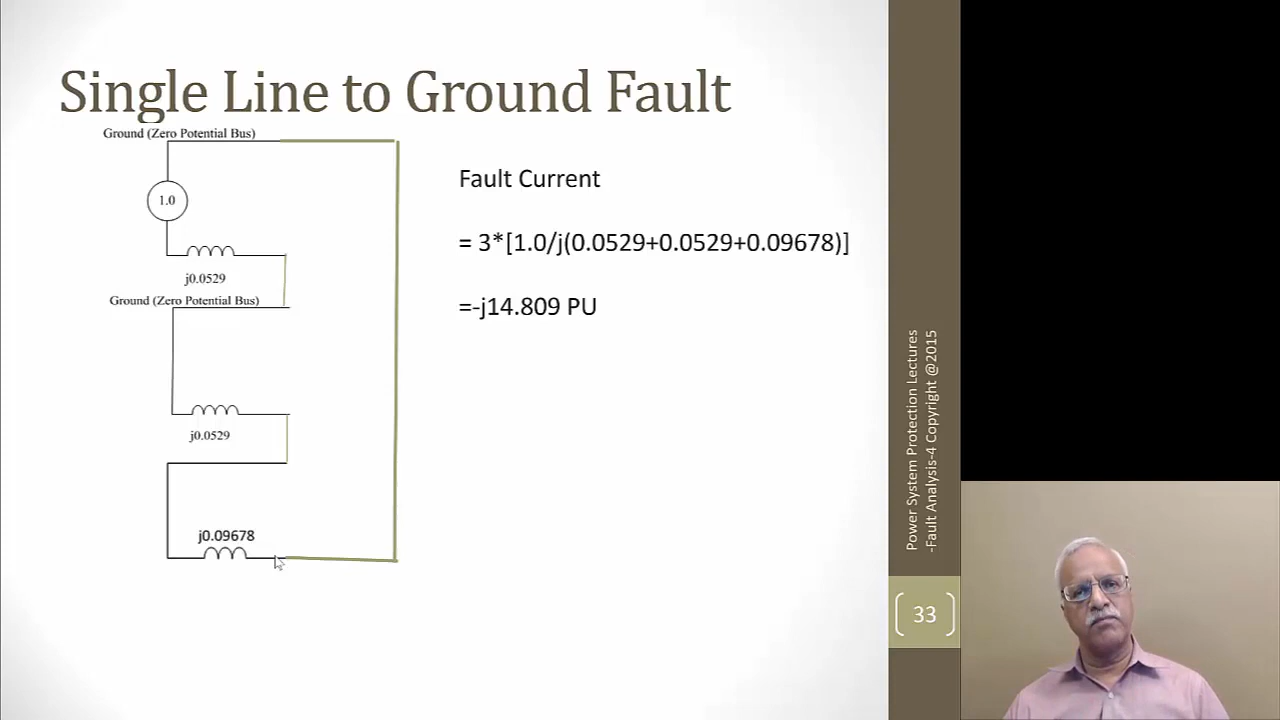 Single Line to Ground Fault
Ground (Zero Potential Bus)
1.0
j0.0529
Ground (Zero Potential Bus)
j0.0529
j0.09678
Fault Current
= 3*[1.0/j(0.0529+0.0529+0.09678)]
=-j14.809 PU
Power System Protection Lectures
-Fault Analysis-4 Copyright @2015
33